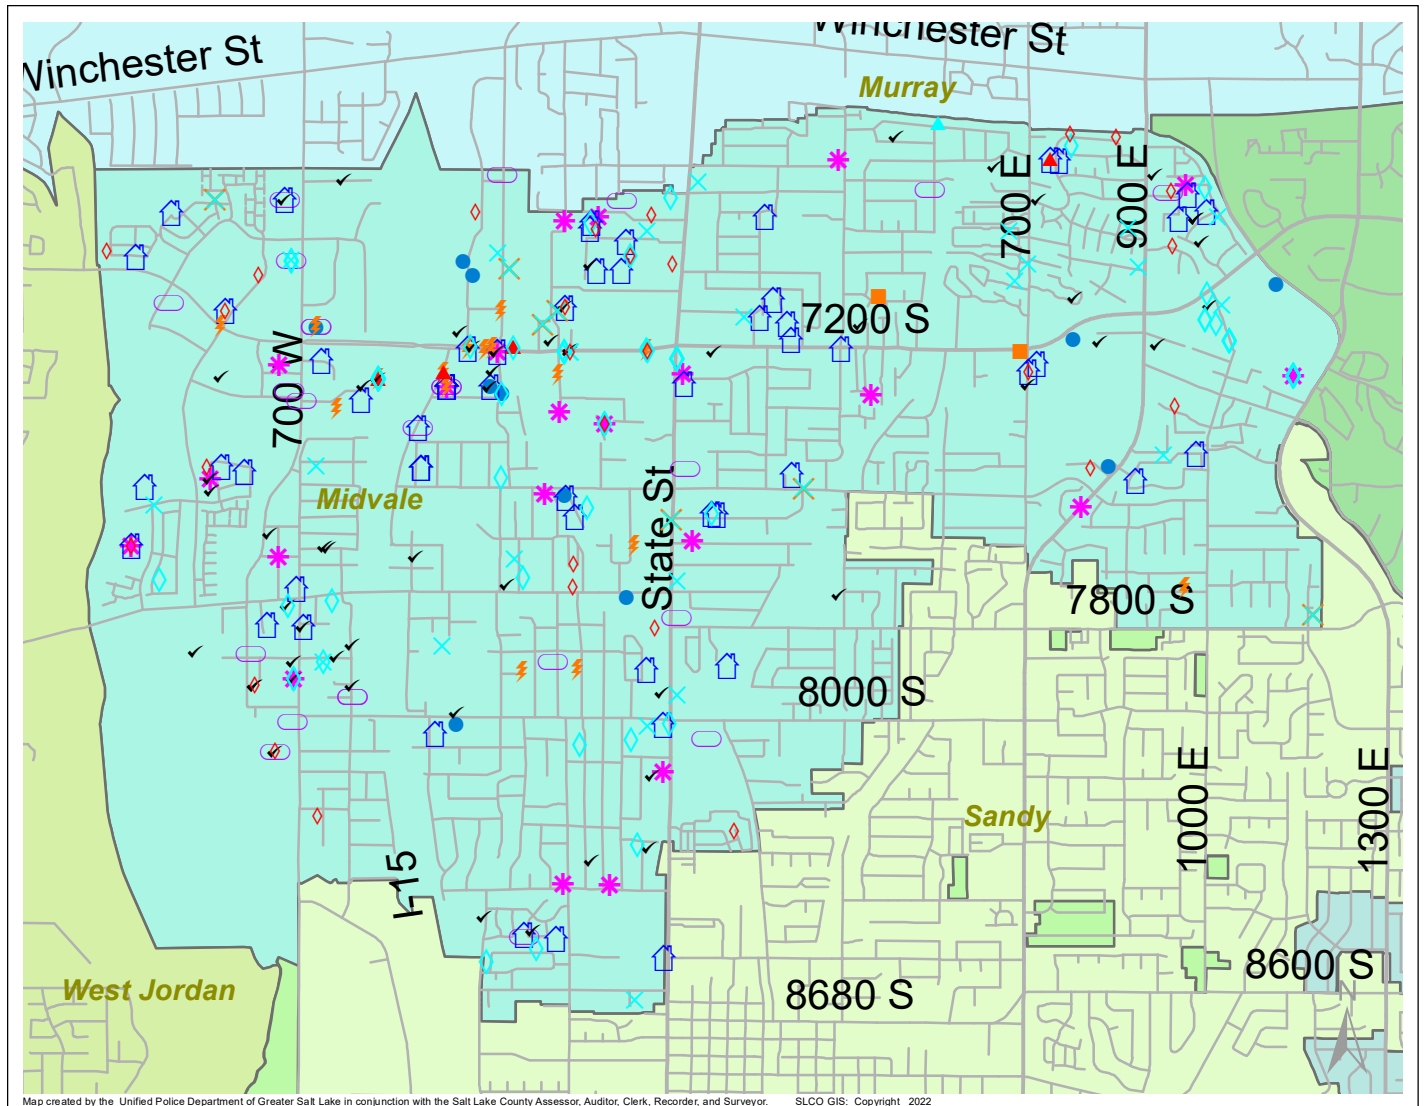 Winchester St
Winchester St
Murray
700 E
900 E
7200 S
700 W
Midvale
State St
7800 S
8000 S
Sandy
1000 E
1300 E
I-15
West Jordan
8680 S
8600 S
Map created by the Unified Police Department of Greater Salt Lake in conjunction with the Salt Lake County Assessor, Auditor, Clerk, Recorder, and Surveyor. SLCO GIS: Copyright 2022